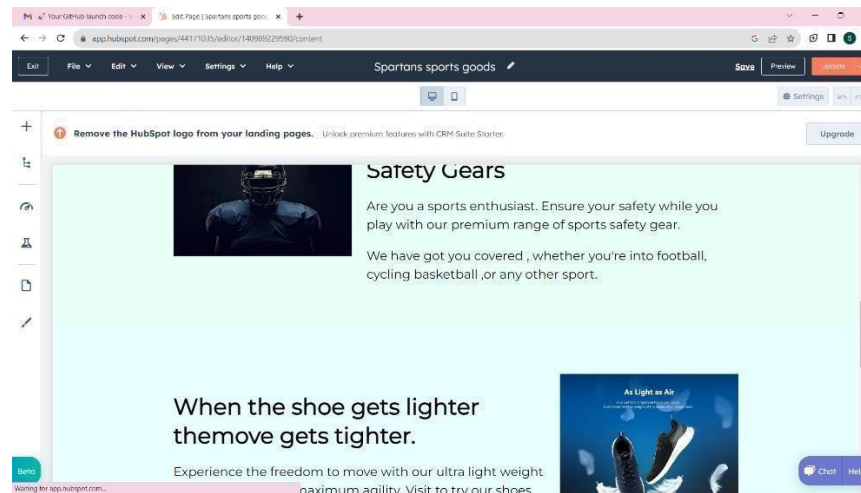 Your GitHub launch code -
Edit Page | Spartans sports goo
app.hubspot.com/pages/44171035/editor/140989229590/content
Exit File Edit View Settings Help Spartans sports goods Save Preview Update
Settings
Remove the HubSpot logo from your landing pages. Unlock premium features with CRM Suite Starter. Upgrade
Safety Gears
Are you a sports enthusiast. Ensure your safety while you
play with our premium range of sports safety gear.
We have got you covered , whether you're into football,
cycling basketball ,or any other sport.
When the shoe gets lighter
themove gets tighter.
As Light as Air
Experience the freedom to move with our ultra light weight
maximum agility. Visit to try our shoes
Beta
Chat Hel
Waiting for app.hubspot.com...